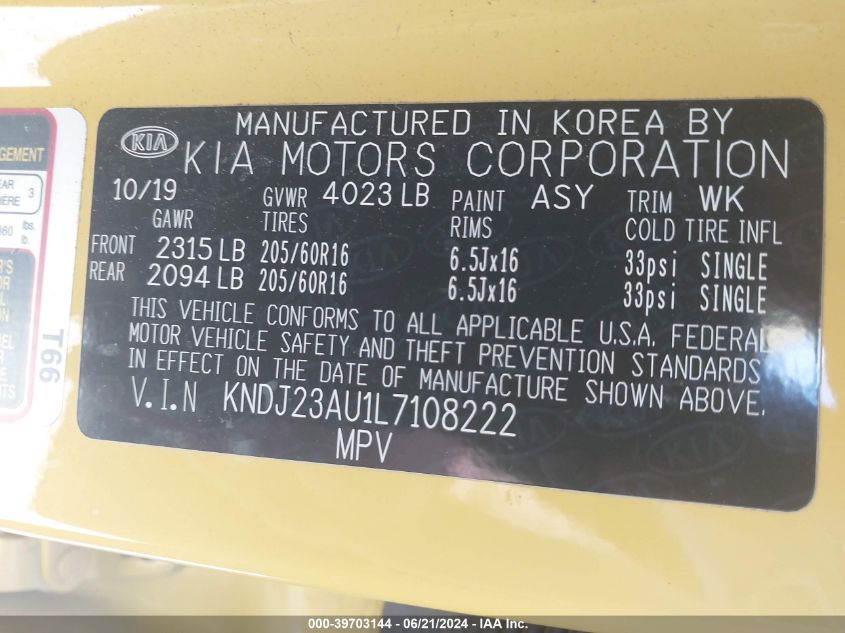 MANUFACTURED IN KOREA BY
KIA KIA MOTORS CORPORATION
10/19 GVWR 4023 LB PAINT ASY TRIM WK
GAWR TIRES RIMS COLD TIRE INFL
FRONT 2315 LB 205/60R16 6.5Jx16 33psi SINGLE
REAR 2094 LB 205/60R16 6.5Jx16 33psi SINGLE
THIS VEHICLE CONFORMS TO ALL APPLICABLE U.S.A. FEDERAL
MOTOR VEHICLE SAFETY AND THEFT PREVENTION STANDARDS
IN EFFECT ON THE DATE OF MANUFACTURE SHOWN ABOVE.
V.I.N KNDJ23AU1L7108222
MPV
T66
000-39703144 - 06/21/2024 - IAA Inc.